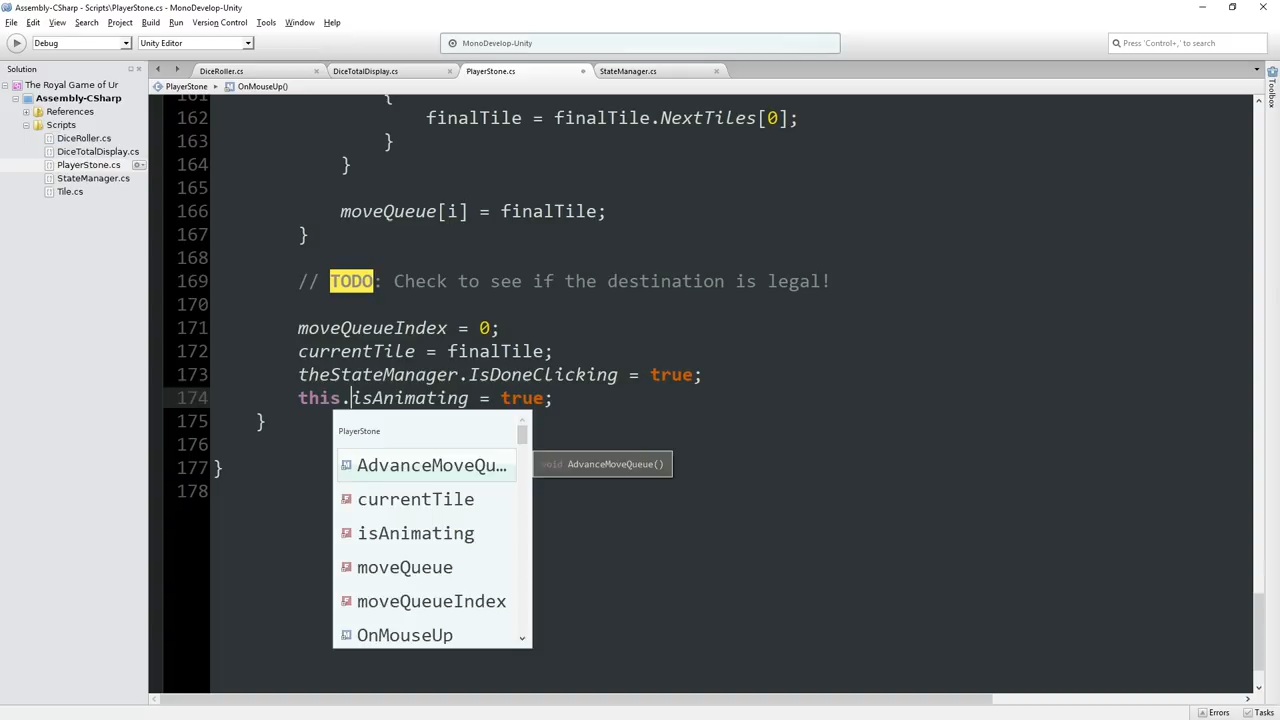 Assembly-CSharp - Scripts\PlayerStone.cs - MonoDevelop-Unity
File Edit View Search Project Build Run Version Control Tools Window Help
Debug Unity Editor MonoDevelop-Unity Press 'Control+,' to search
Solution
The Royal Game of Ur
Assembly-CSharp
References
Scripts
DiceRoller.cs
DiceTotalDisplay.cs
PlayerStone.cs
StateManager.cs
Tile.cs
DiceRoller.cs DiceTotalDisplay.cs PlayerStone.cs StateManager.cs
PlayerStone OnMouseUp()
161 {
162 finalTile = finalTile.NextTiles[0];
163 }
164 }
165
166 moveQueue[i] = finalTile;
167 }
168
169 // TODO: Check to see if the destination is legal!
170
171 moveQueueIndex = 0;
172 currentTile = finalTile;
173 theStateManager.IsDoneClicking = true;
174 this.isAnimating = true;
175 }
176
177 }
178
PlayerStone
AdvanceMoveQu...
currentTile
isAnimating
moveQueue
moveQueueIndex
OnMouseUp
void AdvanceMoveQueue()
Toolbox
Errors Tasks